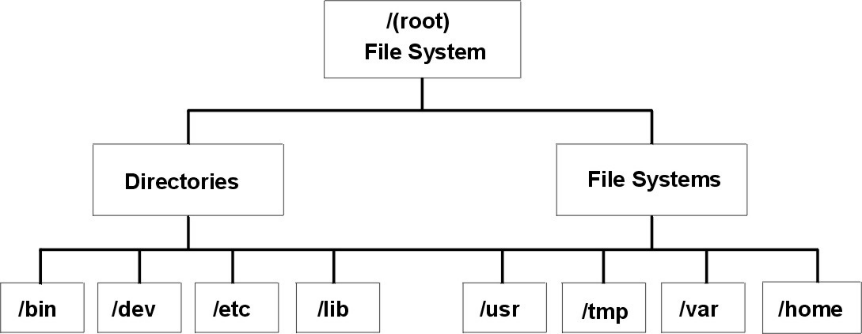 /(root)
File System
Directories
File Systems
/bin
/dev
/etc
/lib
/usr
/tmp
/var
/home